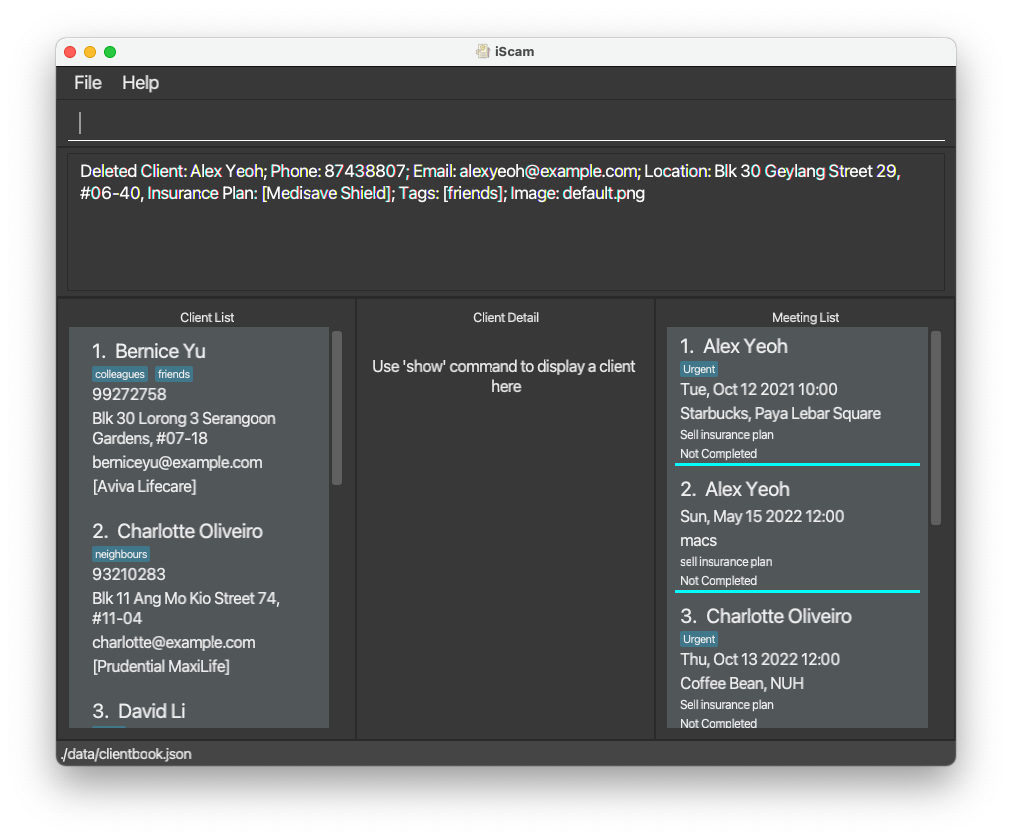 iScam
File Help
Deleted Client: Alex Yeoh; Phone: 87438807; Email: alexyeoh@example.com; Location: Blk 30 Geylang Street 29,
#06-40, Insurance Plan: [Medisave Shield]; Tags: [friends]; Image: default.png
Client List
1. Bernice Yu
colleagues friends
99272758
Blk 30 Lorong 3 Serangoon
Gardens, #07-18
berniceyu@example.com
[Aviva Lifecare]
2. Charlotte Oliveiro
neighbours
93210283
Blk 11 Ang Mo Kio Street 74,
#11-04
charlotte@example.com
[Prudential MaxiLife]
3. David Li
Client Detail
Use 'show' command to display a client
here
Meeting List
1. Alex Yeoh
Urgent
Tue, Oct 12 2021 10:00
Starbucks, Paya Lebar Square
Sell insurance plan
Not Completed
2. Alex Yeoh
Sun, May 15 2022 12:00
macs
sell insurance plan
Not Completed
3. Charlotte Oliveiro
Urgent
Thu, Oct 13 2022 12:00
Coffee Bean, NUH
Sell insurance plan
Not Completed
./data/clientbook.json